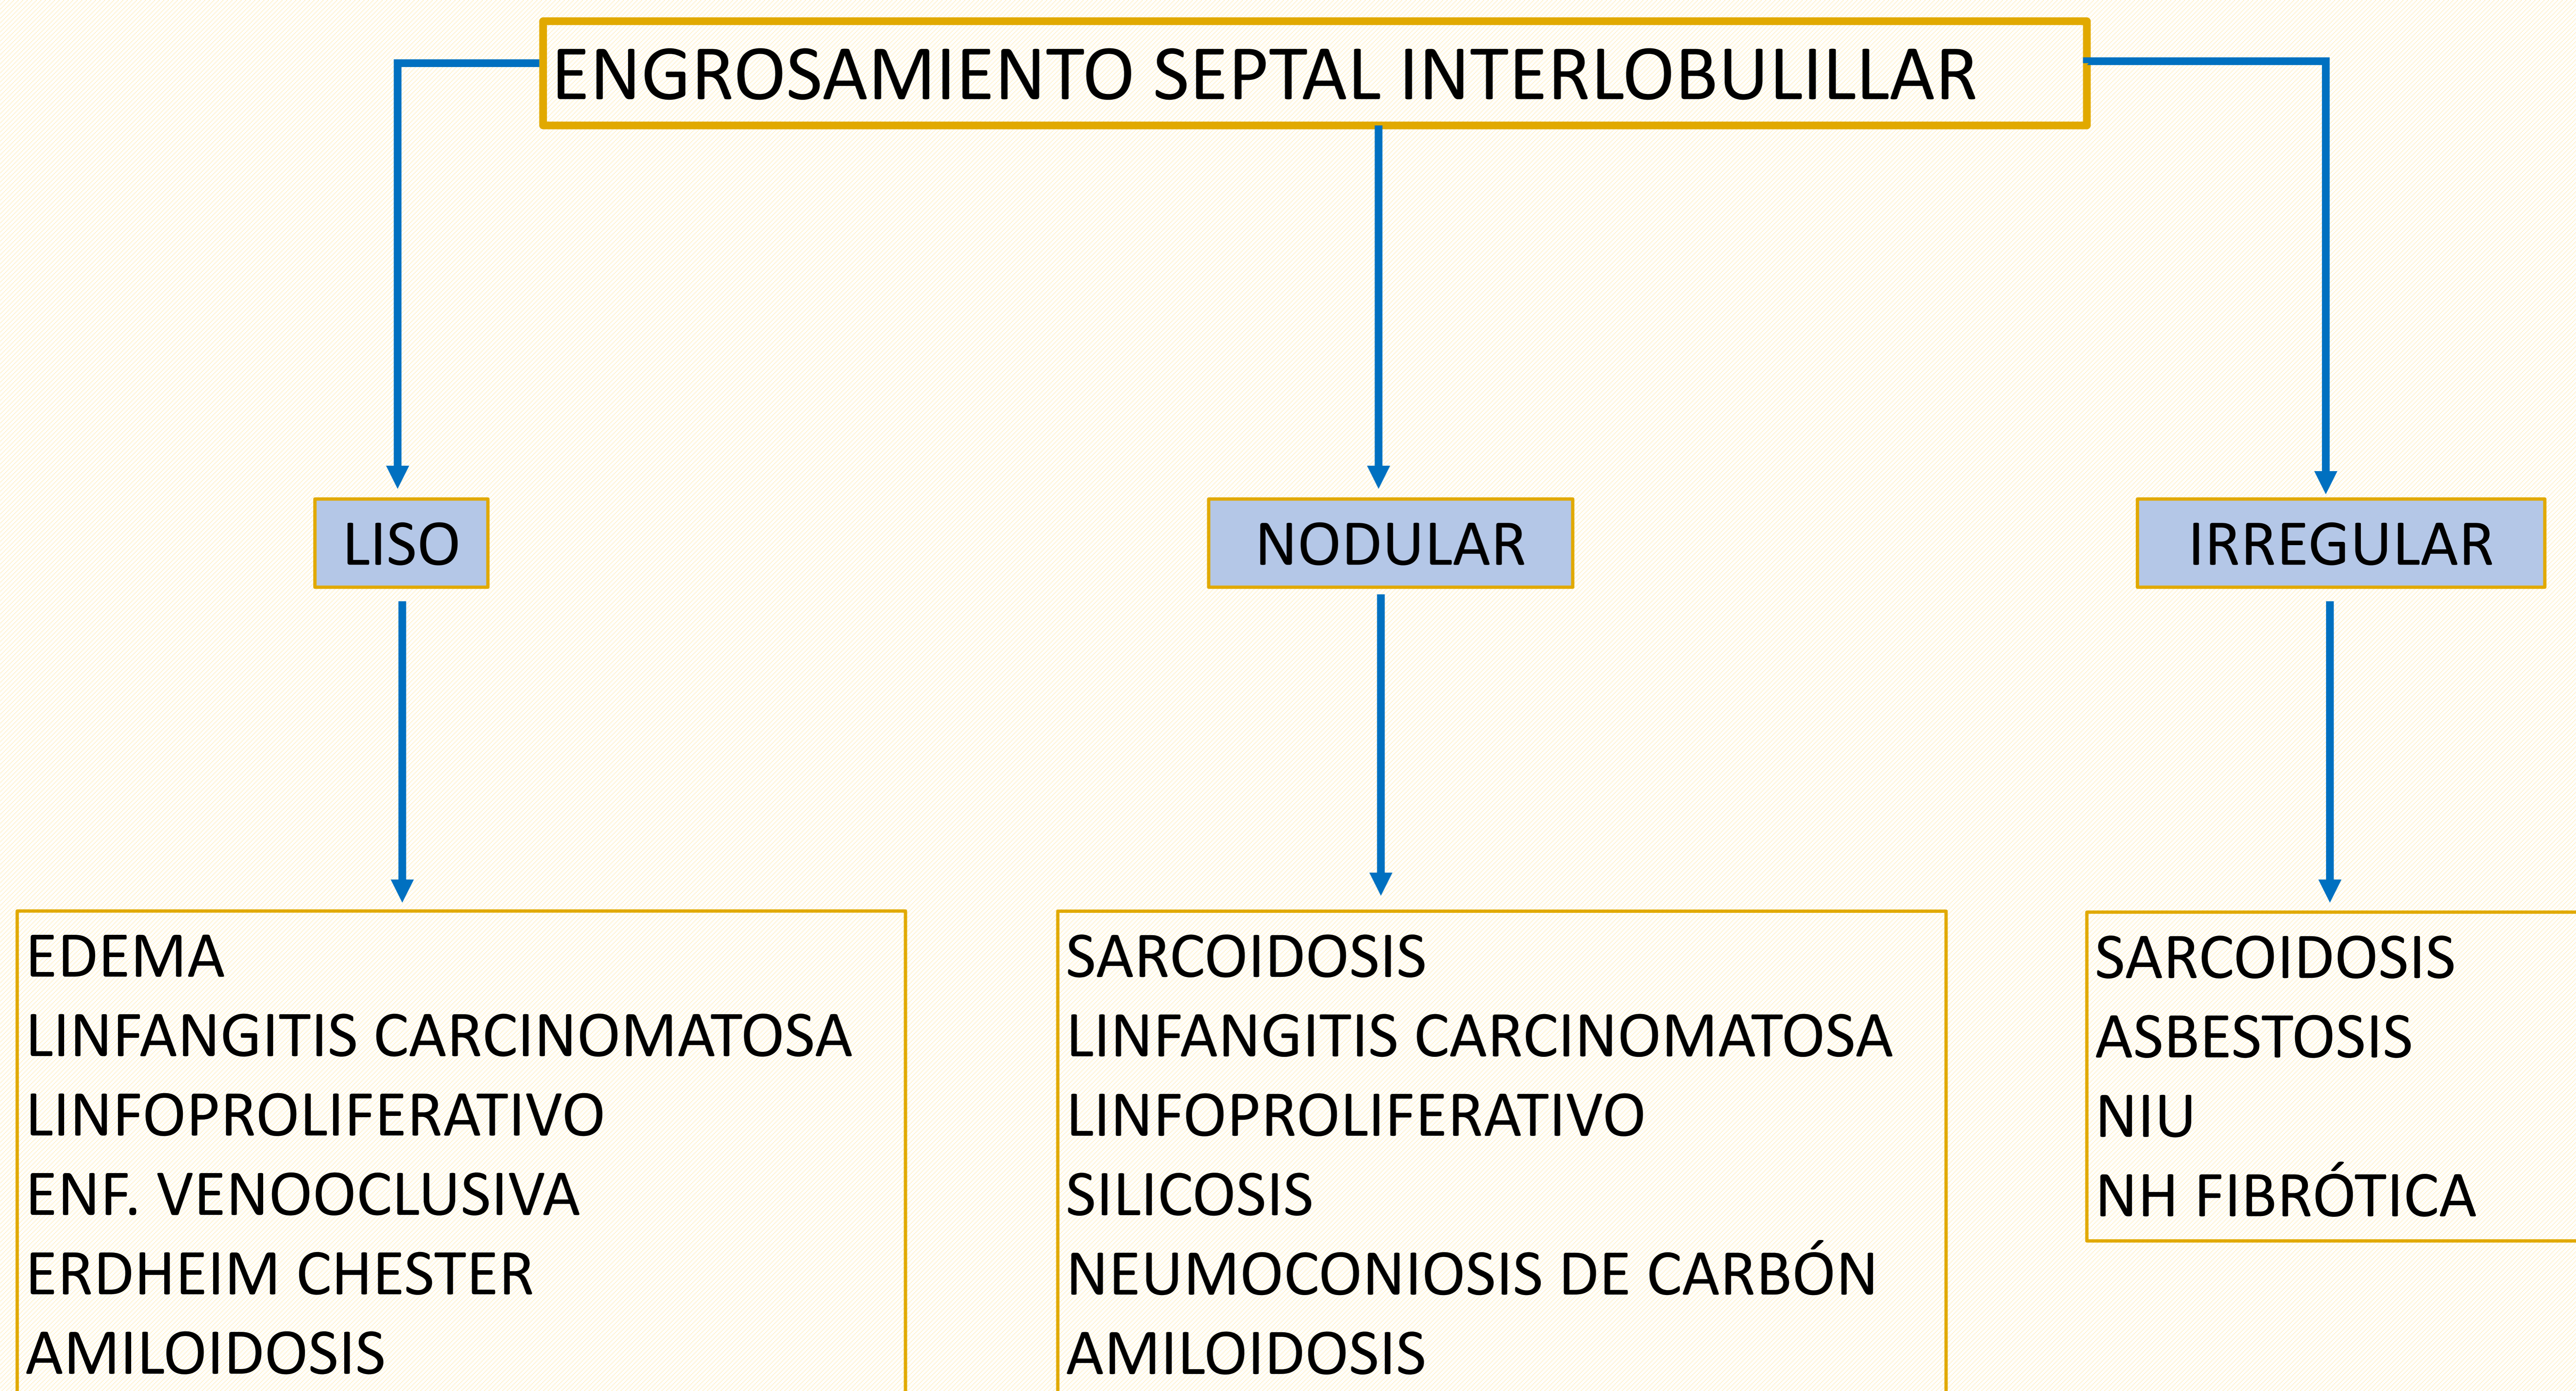 ENGROSAMIENTO SEPTAL INTERLOBULILLAR
LISO
NODULAR
IRREGULAR
EDEMA
LINFANGITIS CARCINOMATOSA
LINFOPROLIFERATIVO
ENF. VENOOCLUSIVA
ERDHEIM CHESTER
AMILOIDOSIS
SARCOIDOSIS
LINFANGITIS CARCINOMATOSA
LINFOPROLIFERATIVO
SILICOSIS
NEUMOCONIOSIS DE CARBÓN
AMILOIDOSIS
SARCOIDOSIS
ASBESTOSIS
NIU
NH FIBRÓTICA